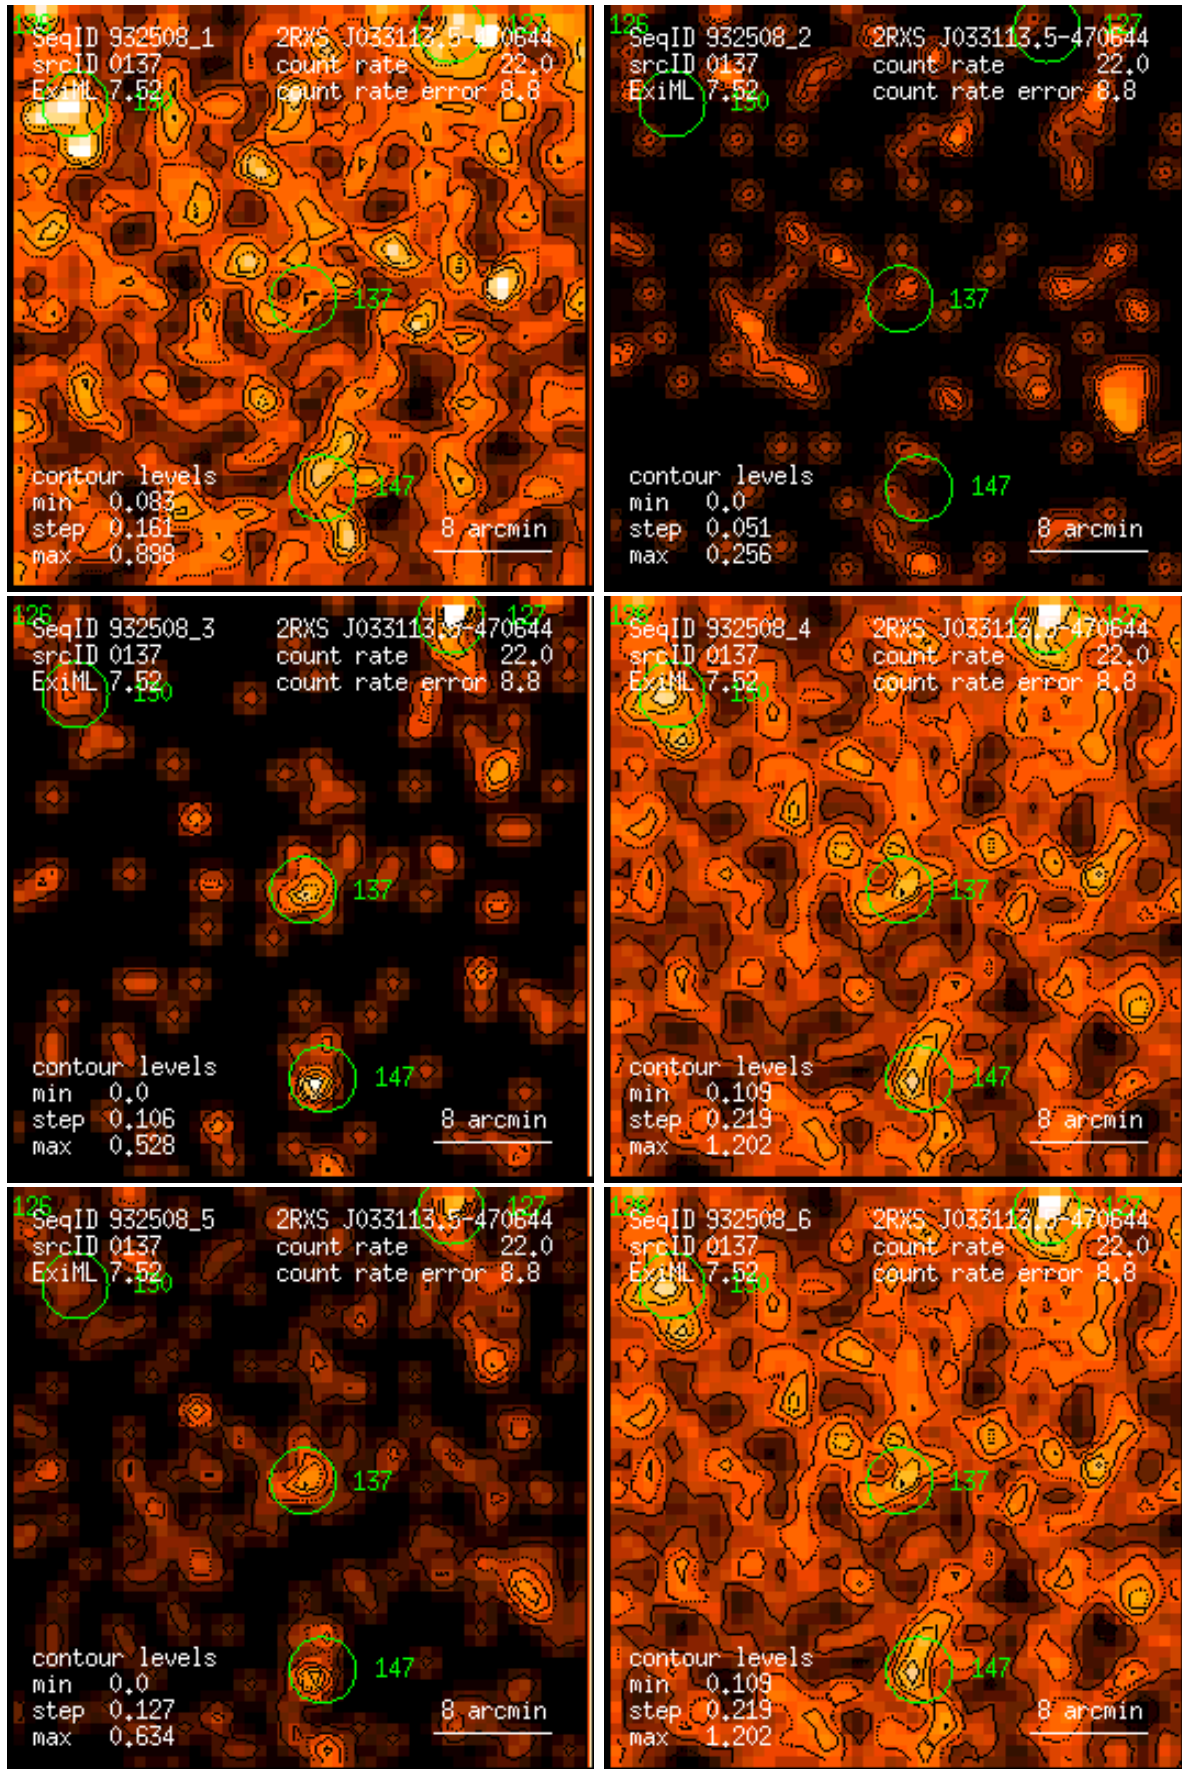 126 127
SeqID 932508_1 2RXS J033113.5-470644
srcID 0137 count rate 22.0
ExiML 7.52 count rate error 8.8
130
137
147
contour levels
min 0.083
step 0.161
max 0.888
8 arcmin
126 127
SeqID 932508_2 2RXS J033113.5-470644
srcID 0137 count rate 22.0
ExiML 7.52 count rate error 8.8
130
137
147
contour levels
min 0.0
step 0.051
max 0.256
8 arcmin
126 127
SeqID 932508_3 2RXS J033113.5-470644
srcID 0137 count rate 22.0
ExiML 7.52 count rate error 8.8
130
137
147
contour levels
min 0.0
step 0.106
max 0.528
8 arcmin
126 127
SeqID 932508_4 2RXS J033113.5-470644
srcID 0137 count rate 22.0
ExiML 7.52 count rate error 8.8
130
137
147
contour levels
min 0.109
step 0.219
max 1.202
8 arcmin
126 127
SeqID 932508_5 2RXS J033113.5-470644
srcID 0137 count rate 22.0
ExiML 7.52 count rate error 8.8
130
137
147
contour levels
min 0.0
step 0.127
max 0.634
8 arcmin
126 127
SeqID 932508_6 2RXS J033113.5-470644
srcID 0137 count rate 22.0
ExiML 7.52 count rate error 8.8
130
137
147
contour levels
min 0.109
step 0.219
max 1.202
8 arcmin